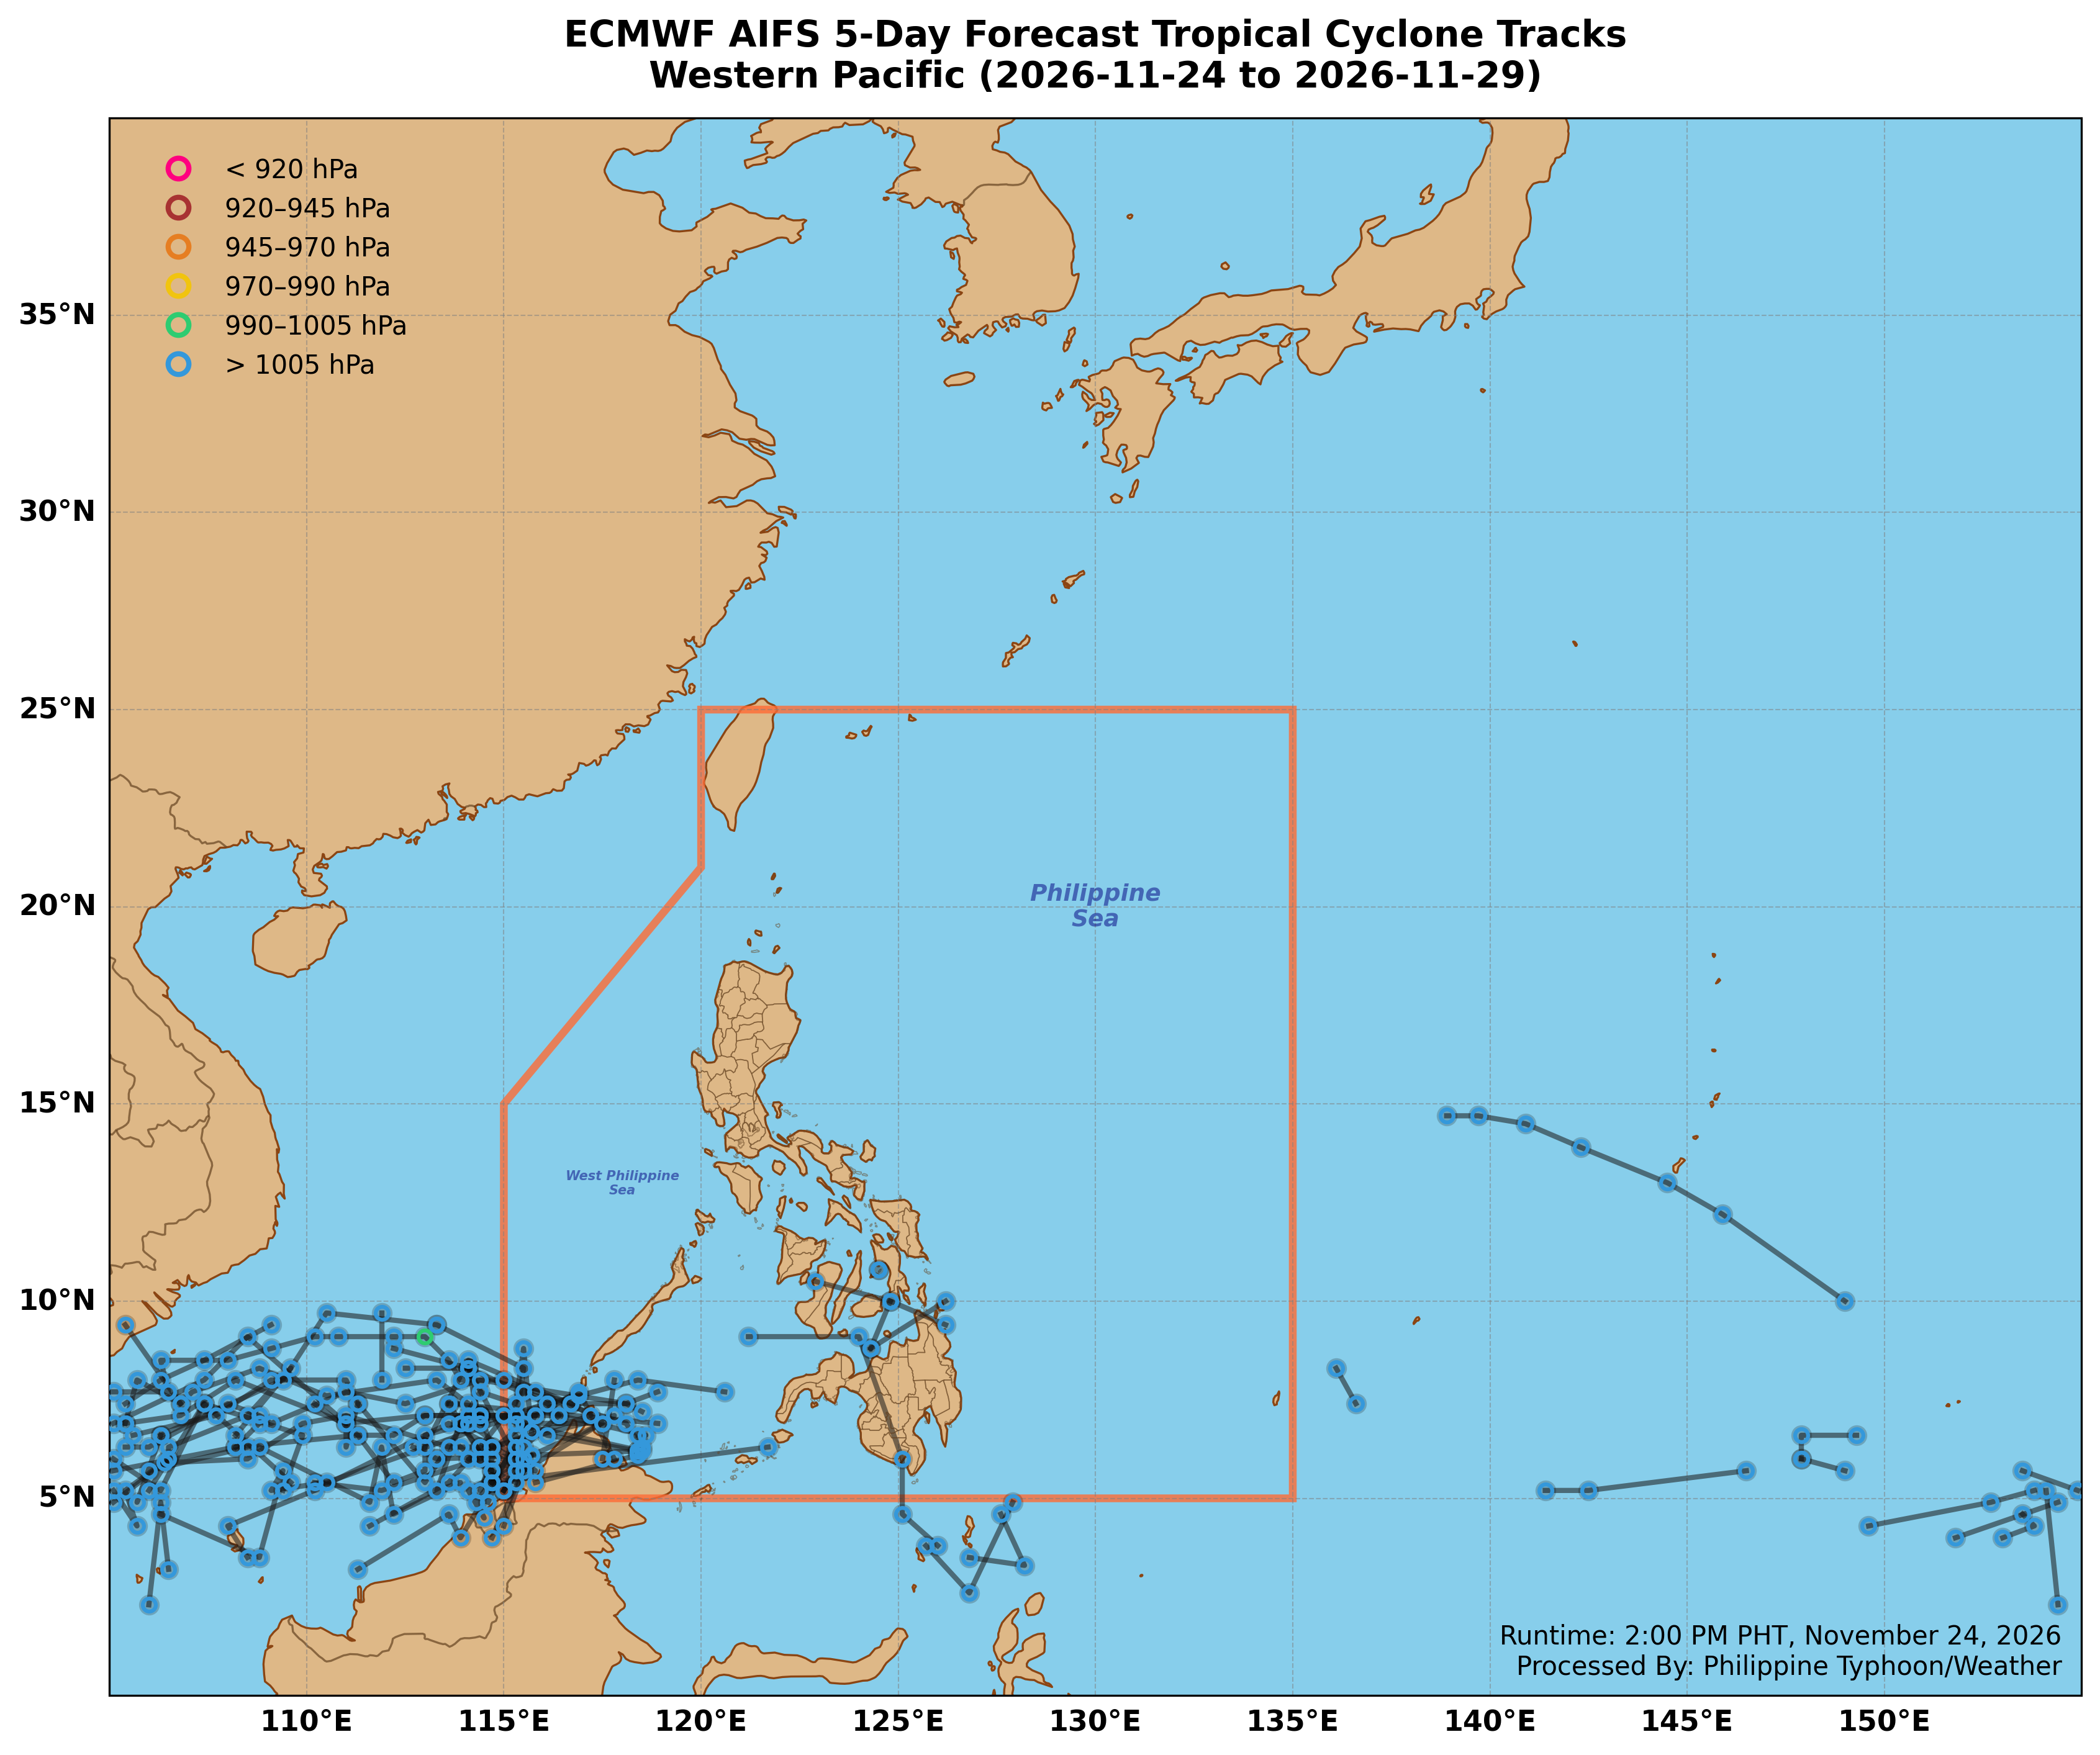 ECMWF AIFS 5-Day Forecast Tropical Cyclone Tracks
Western Pacific (2026-11-24 to 2026-11-29)
< 920 hPa
920–945 hPa
945–970 hPa
970–990 hPa
990–1005 hPa
> 1005 hPa
35°N
30°N
25°N
20°N
15°N
10°N
5°N
Philippine
Sea
West Philippine
Sea
Runtime: 2:00 PM PHT, November 24, 2026
Processed By: Philippine Typhoon/Weather
110°E
115°E
120°E
125°E
130°E
135°E
140°E
145°E
150°E